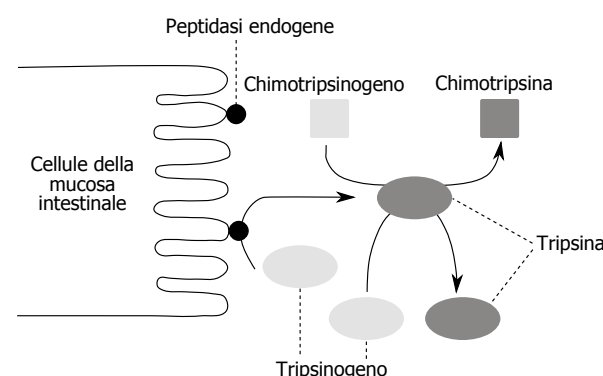 Peptidasi endogene
Chimotripsinogeno
Chimotripsina
Cellule della
mucosa
intestinale
Tripsina
Tripsinogeno